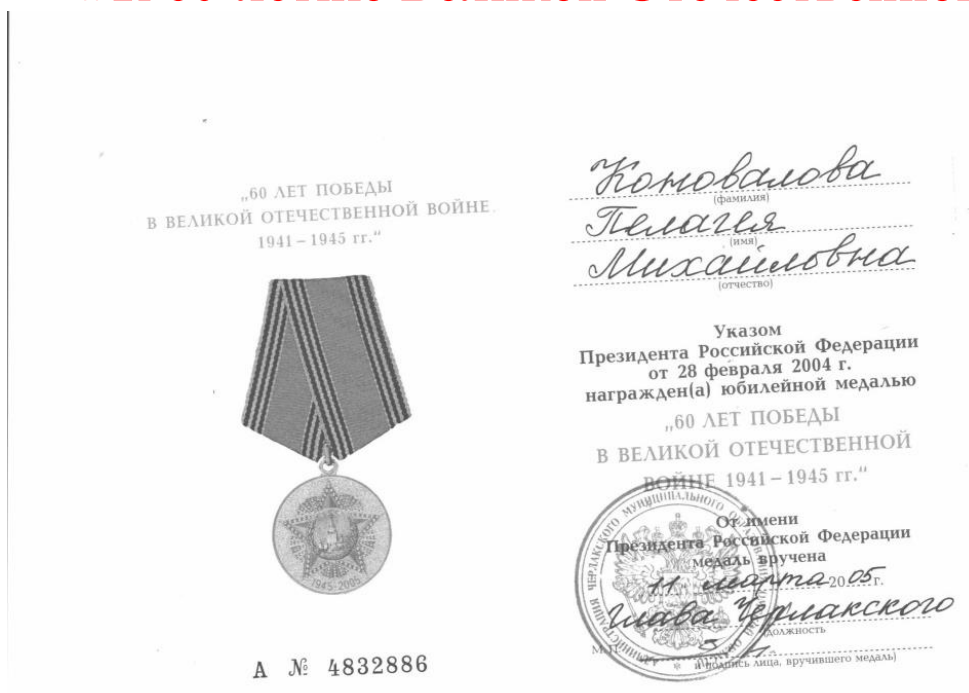 „60 ЛЕТ ПОБЕДЫ
В ВЕЛИКОЙ ОТЕЧЕСТВЕННОЙ ВОЙНЕ
1941 – 1945 гг.“
1945-2005
А № 4832886
Коновалова
(фамилия)
Пелагея
(имя)
Михайловна
(отчество)
Указом
Президента Российской Федерации
от 28 февраля 2004 г.
награжден(а) юбилейной медалью
„60 ЛЕТ ПОБЕДЫ
В ВЕЛИКОЙ ОТЕЧЕСТВЕННОЙ
ВОЙНЕ 1941 – 1945 гг.“
От имени
Президента Российской Федерации
медаль вручена
11 марта 2005 г.
Глава Черлакского
должность
М.П.
и подпись лица, вручившего медаль)